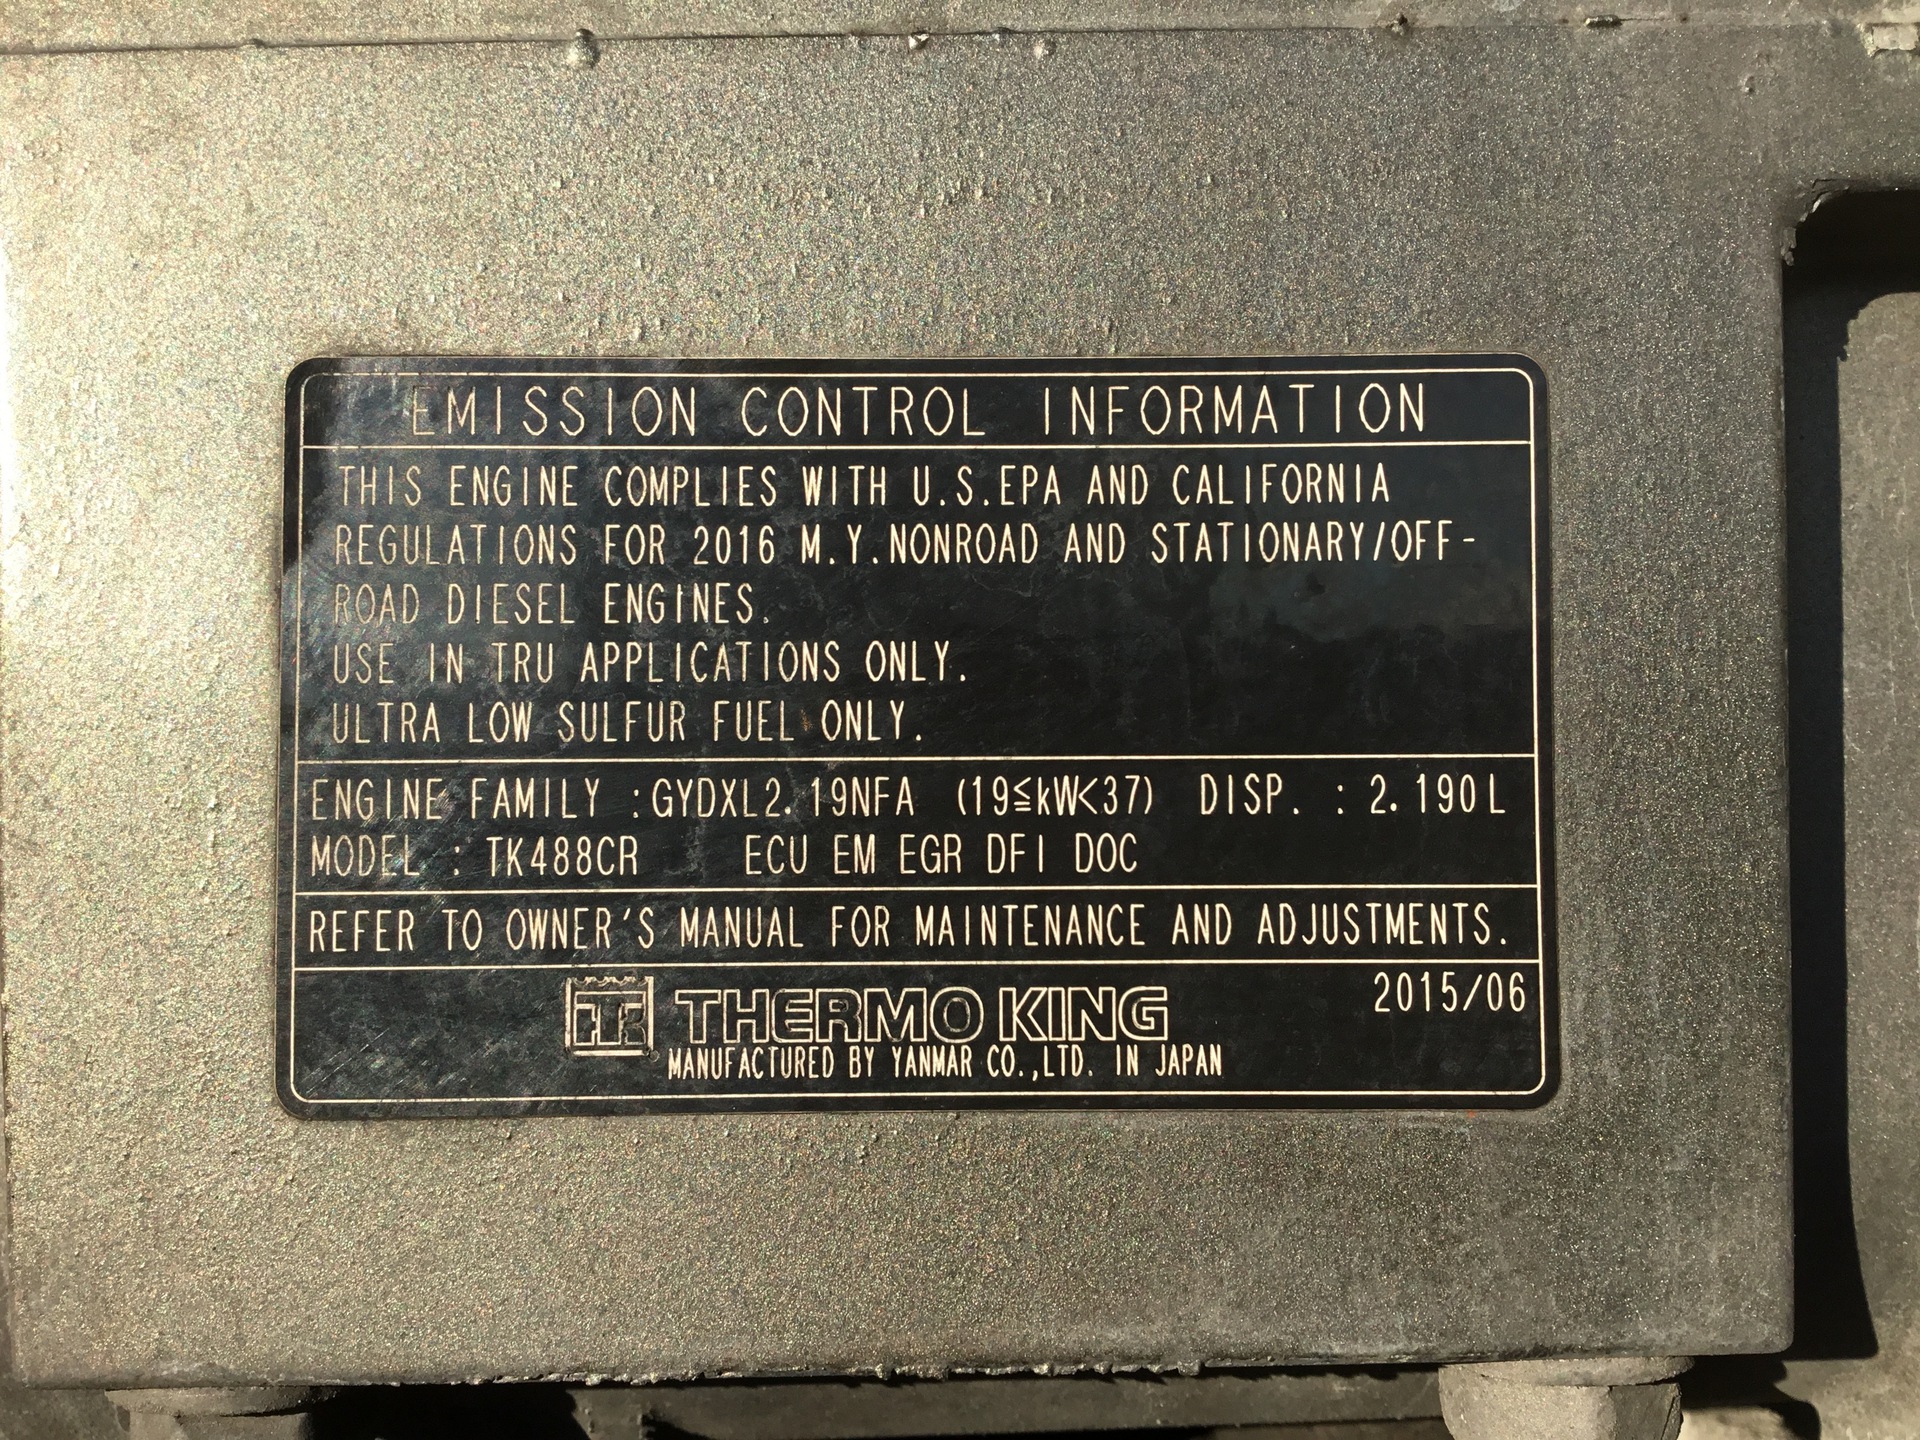 EMISSION CONTROL INFORMATION
THIS ENGINE COMPLIES WITH U.S.EPA AND CALIFORNIA
REGULATIONS FOR 2016 M.Y.NONROAD AND STATIONARY/OFF-
ROAD DIESEL ENGINES.
USE IN TRU APPLICATIONS ONLY.
ULTRA LOW SULFUR FUEL ONLY.
ENGINE FAMILY :GYDXL2.19NFA (19≦kW<37) DISP. : 2.190L
MODEL : TK488CR ECU EM EGR DFI DOC
REFER TO OWNER'S MANUAL FOR MAINTENANCE AND ADJUSTMENTS.
2015/06
TK THERMO KING
MANUFACTURED BY YANMAR CO.,LTD. IN JAPAN